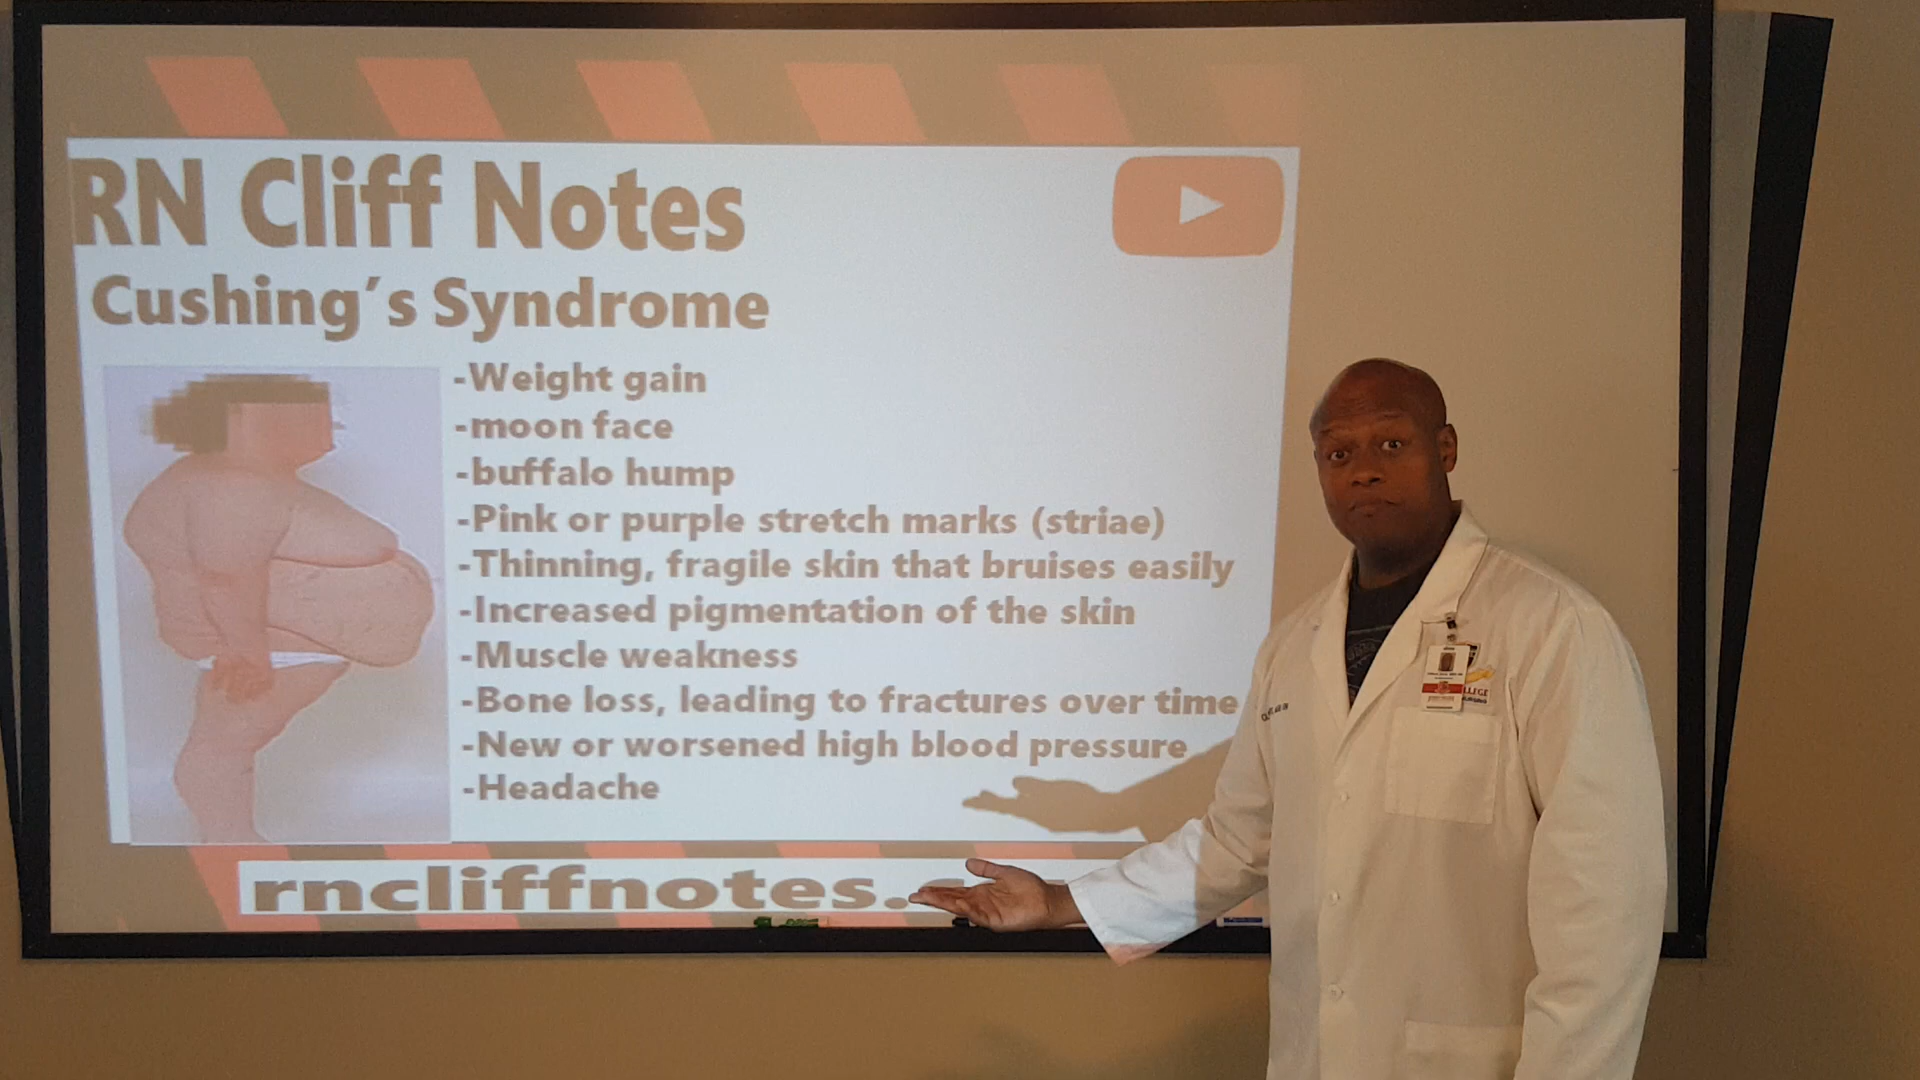 RN Cliff Notes
Cushing´s Syndrome
-Weight gain
-moon face
-buffalo hump
-Pink or purple stretch marks (striae)
-Thinning, fragile skin that bruises easily
-Increased pigmentation of the skin
-Muscle weakness
-Bone loss, leading to fractures over time
-New or worsened high blood pressure
-Headache
rncliffnotes.